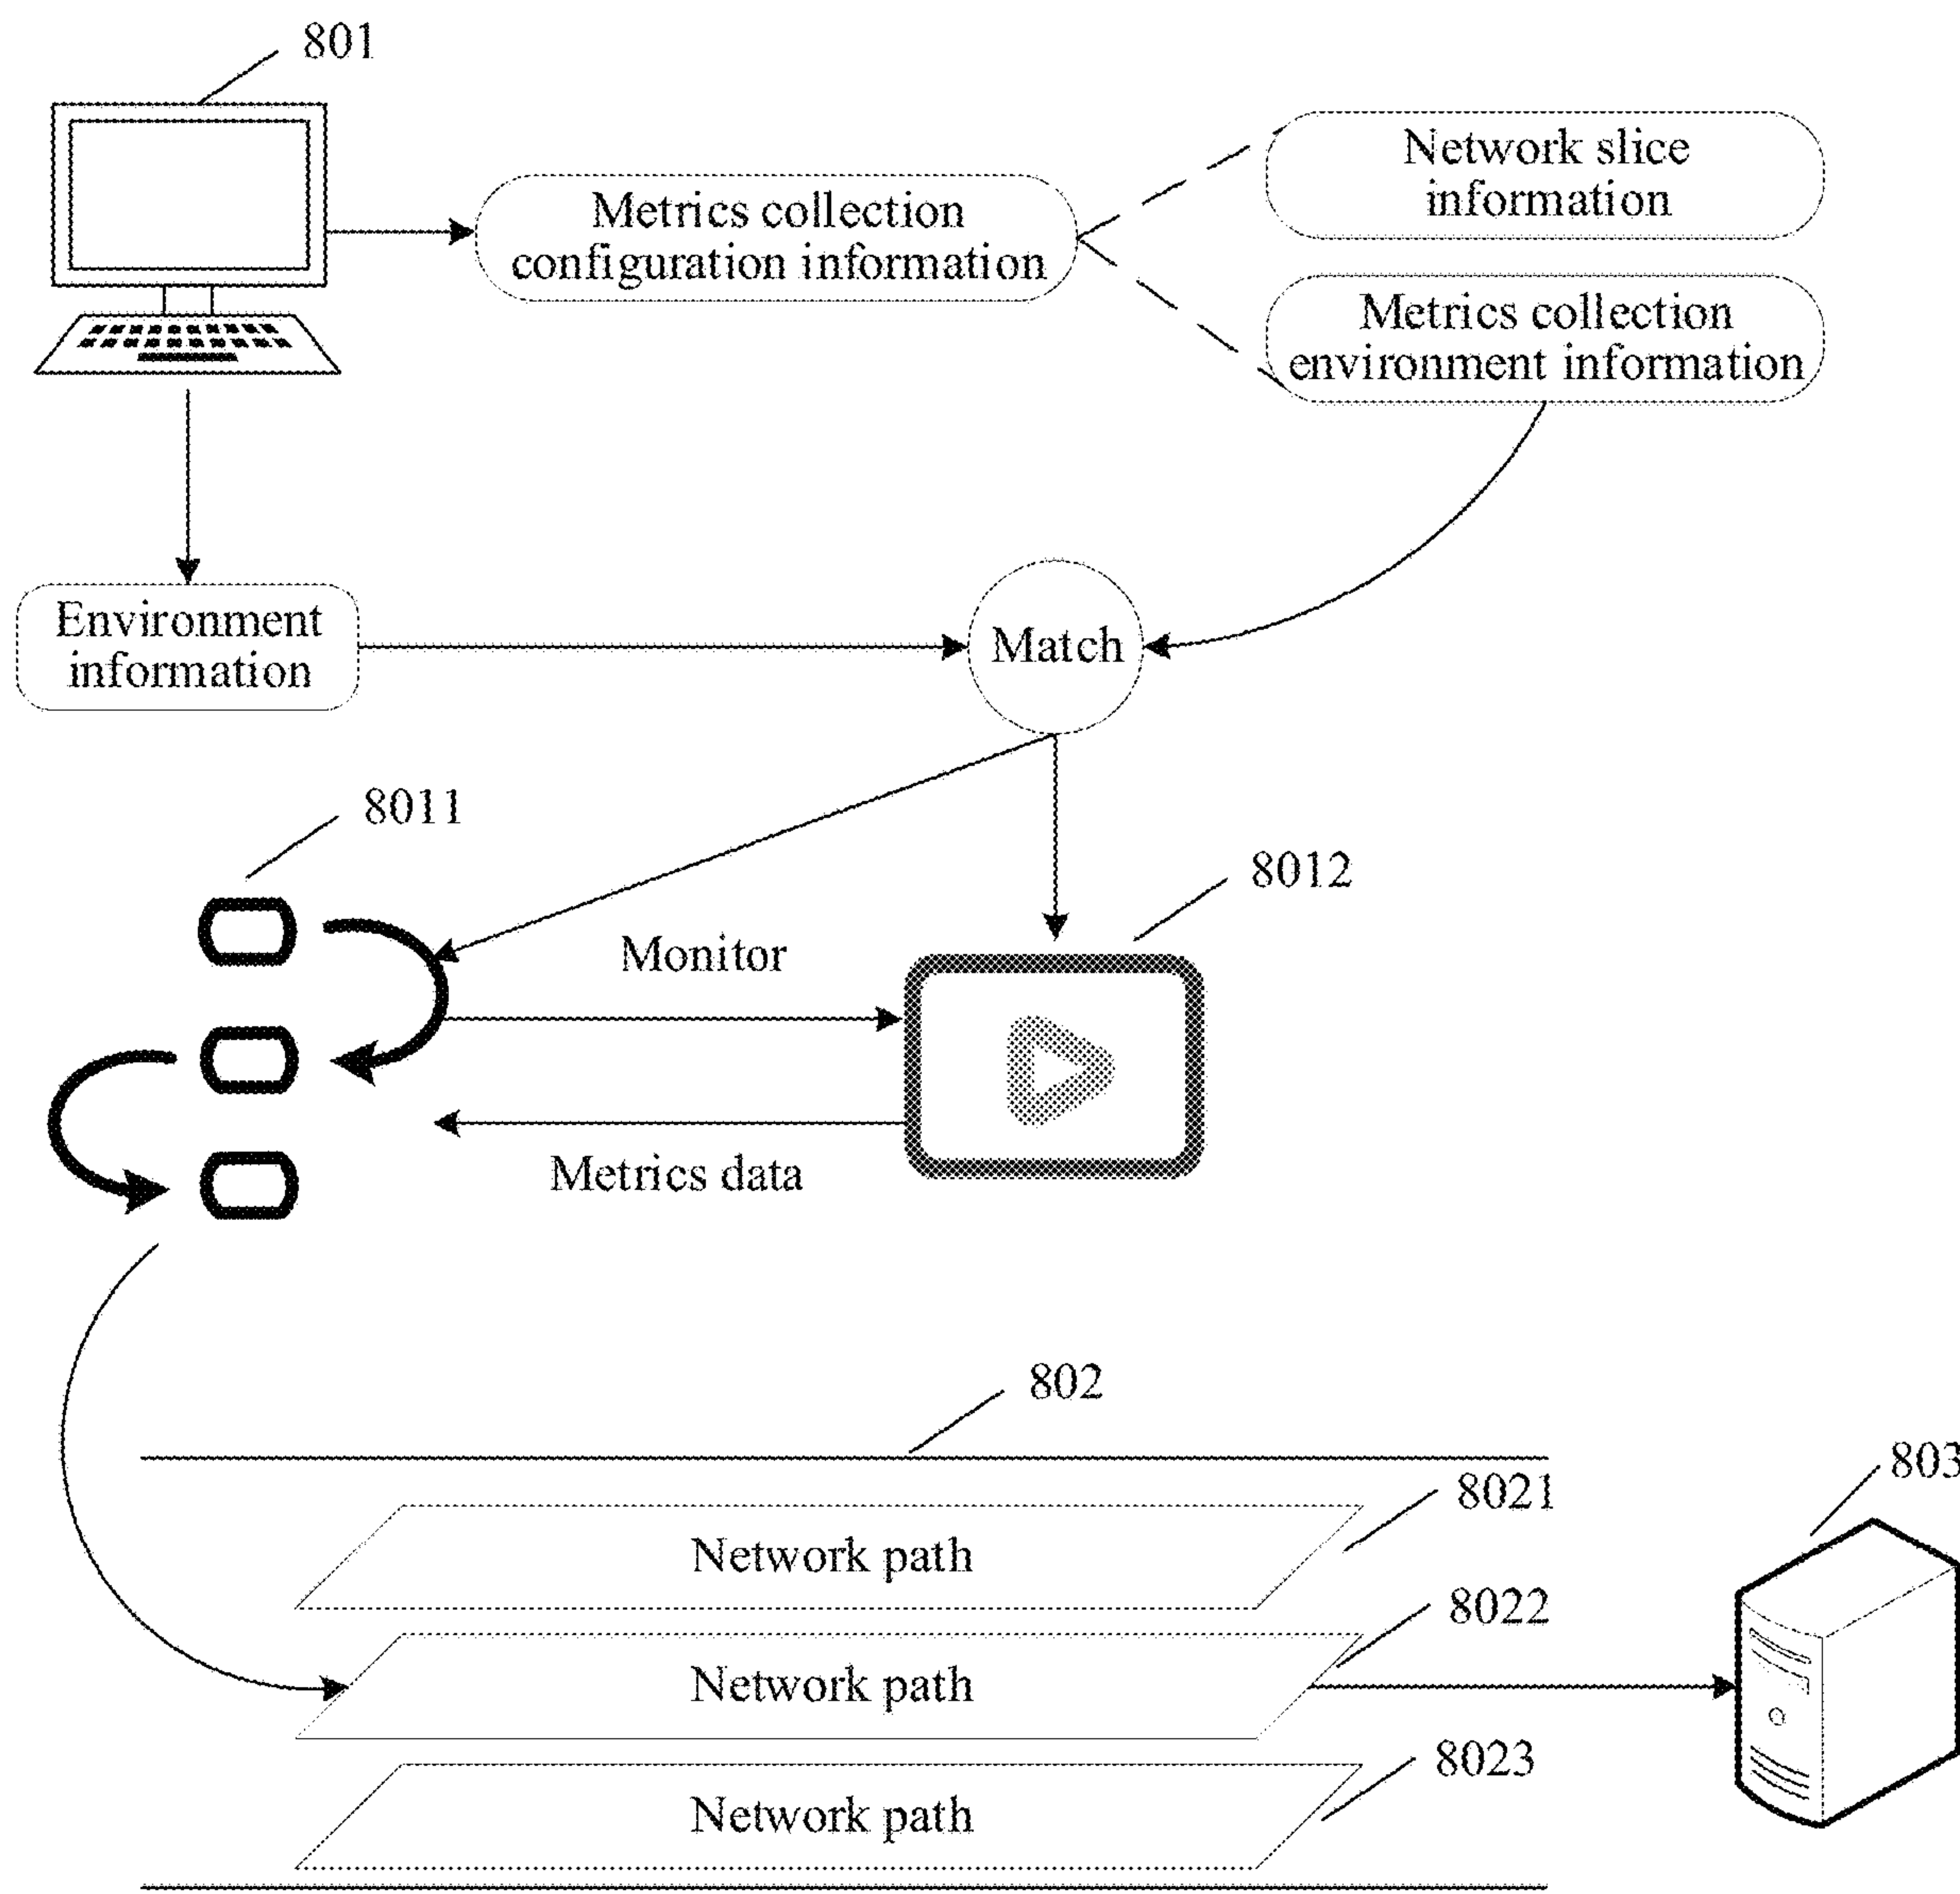 801
Network slice
information
Metrics collection
configuration information
Metrics collection
environment information
Environment
information
Match
8011
8012
Monitor
Metrics data
802
803
8021
Network path
8022
Network path
8023
Network path